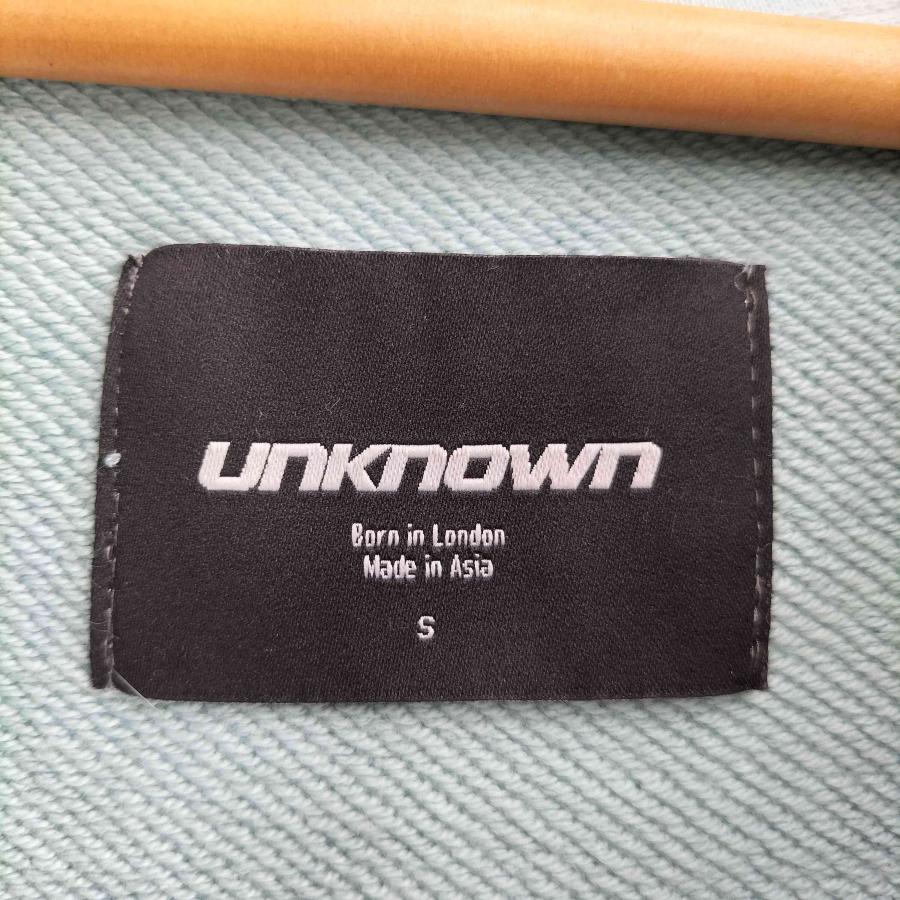 UNKNOWN
Born in London
Made in Asia
S